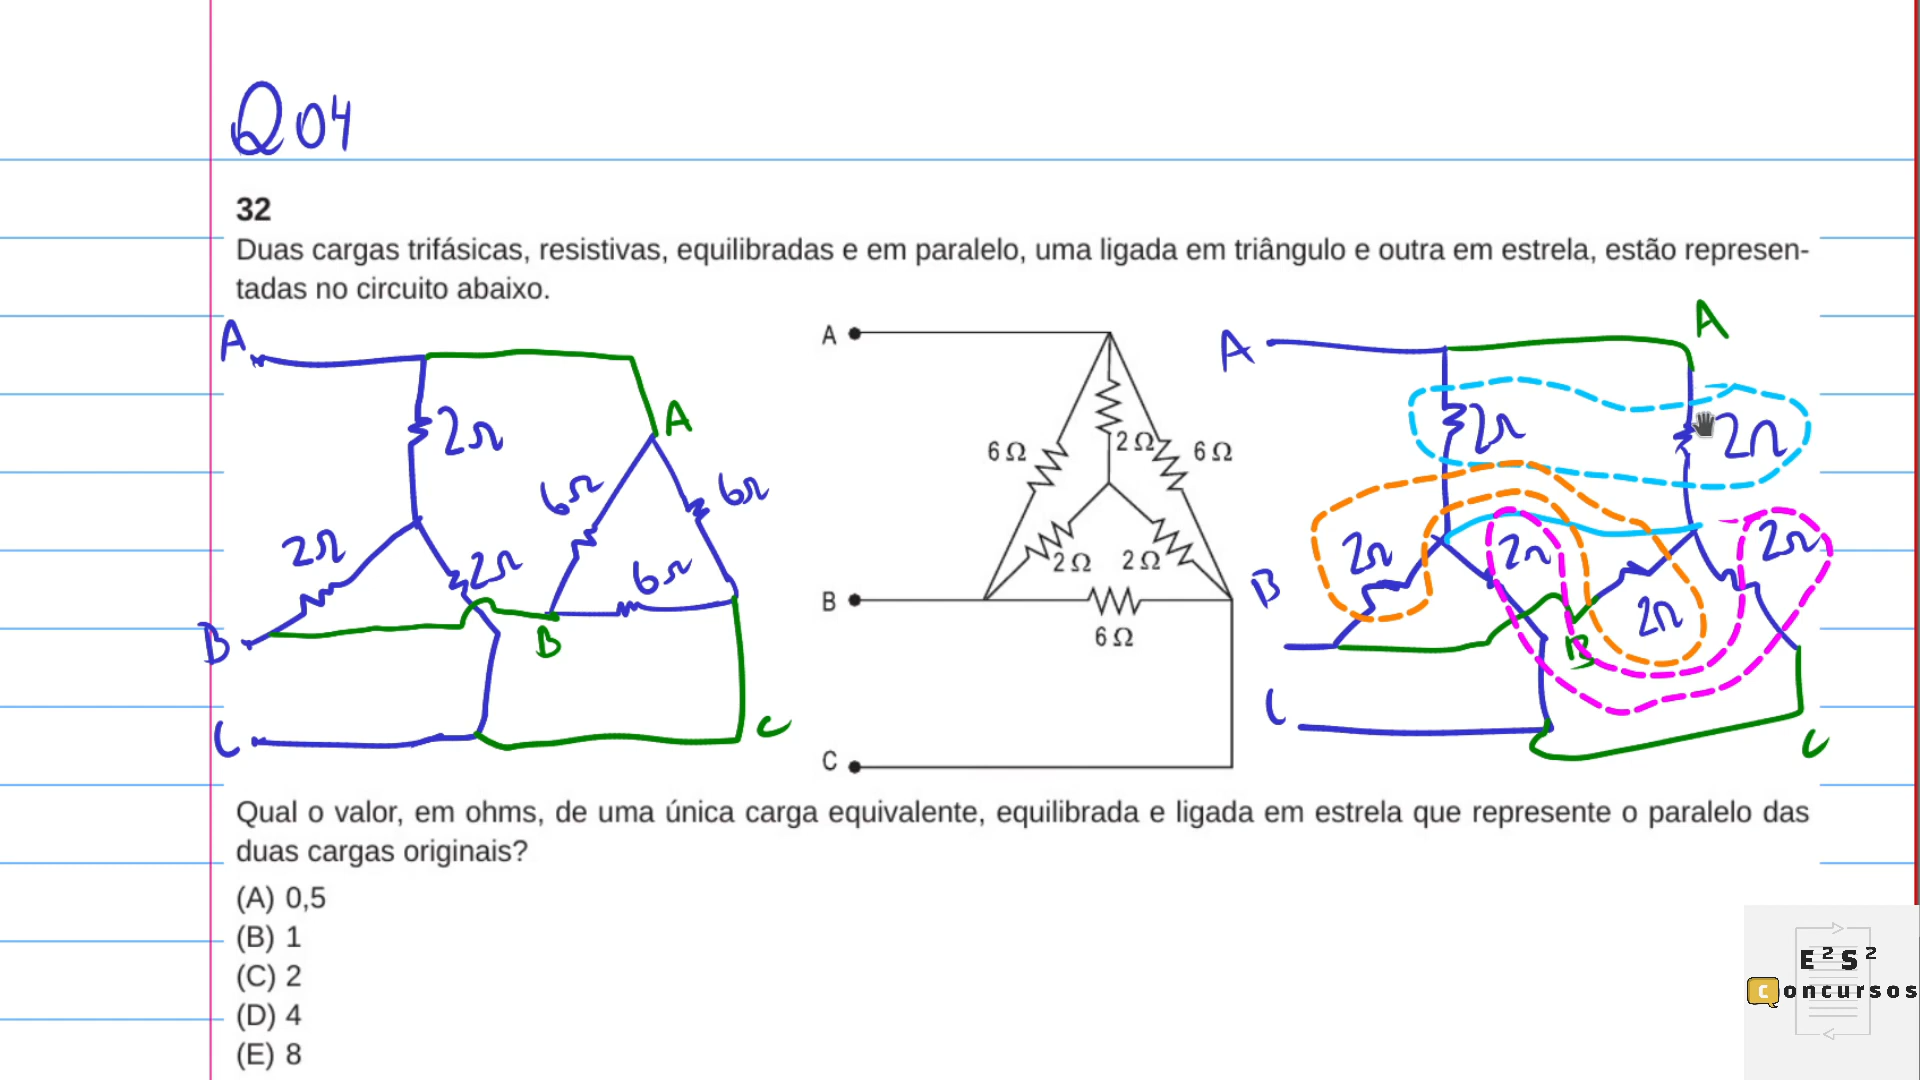 Q04
32
Duas cargas trifásicas, resistivas, equilibradas e em paralelo, uma ligada em triângulo e outra em estrela, estão represen-
tadas no circuito abaixo.
A
2Ω
2Ω
2Ω
B
C
A
6Ω
6Ω
6Ω
B
C
A
6 Ω
2 Ω
6 Ω
2 Ω
2 Ω
B
6 Ω
C
A
A
2Ω
2Ω
2Ω
2Ω
2Ω
B
2Ω
B
C
C
Qual o valor, em ohms, de uma única carga equivalente, equilibrada e ligada em estrela que represente o paralelo das
duas cargas originais?
(A) 0,5
(B) 1
(C) 2
(D) 4
(E) 8
E²S²
Concursos